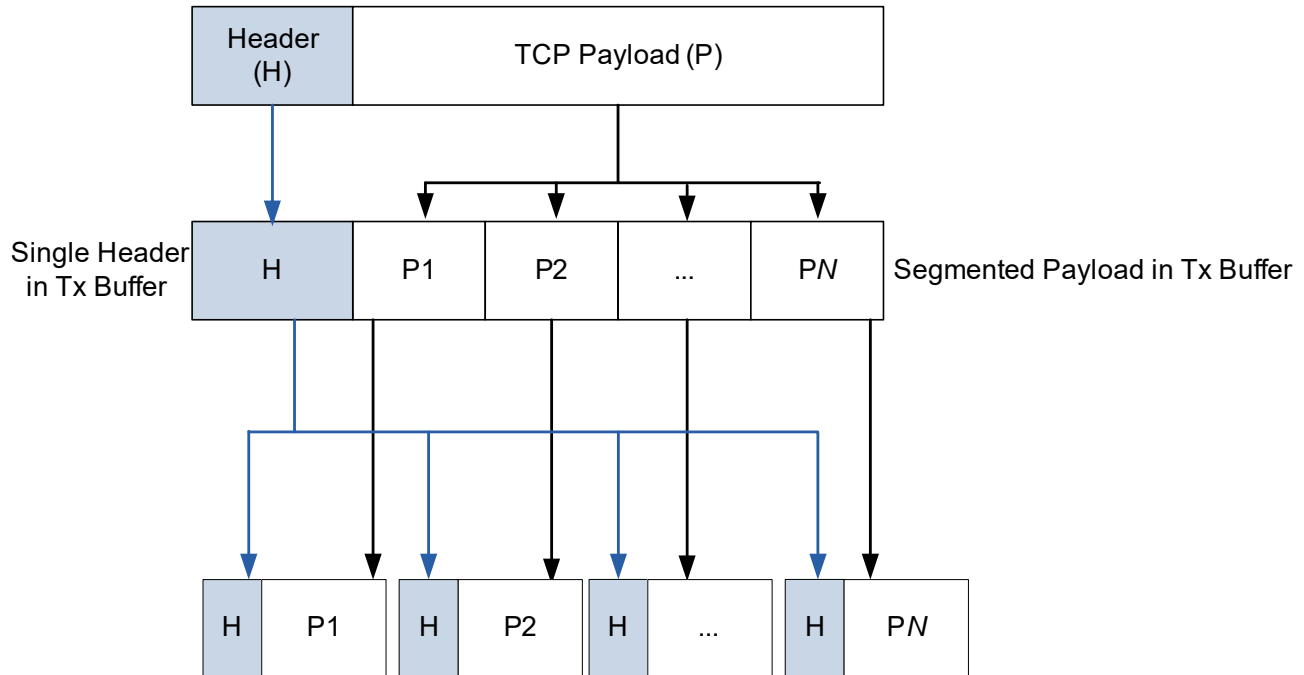 Header
(H)
TCP Payload (P)
Single Header
in Tx Buffer
H
P1
P2
...
PN
Segmented Payload in Tx Buffer
H
P1
H
P2
H
...
H
PN